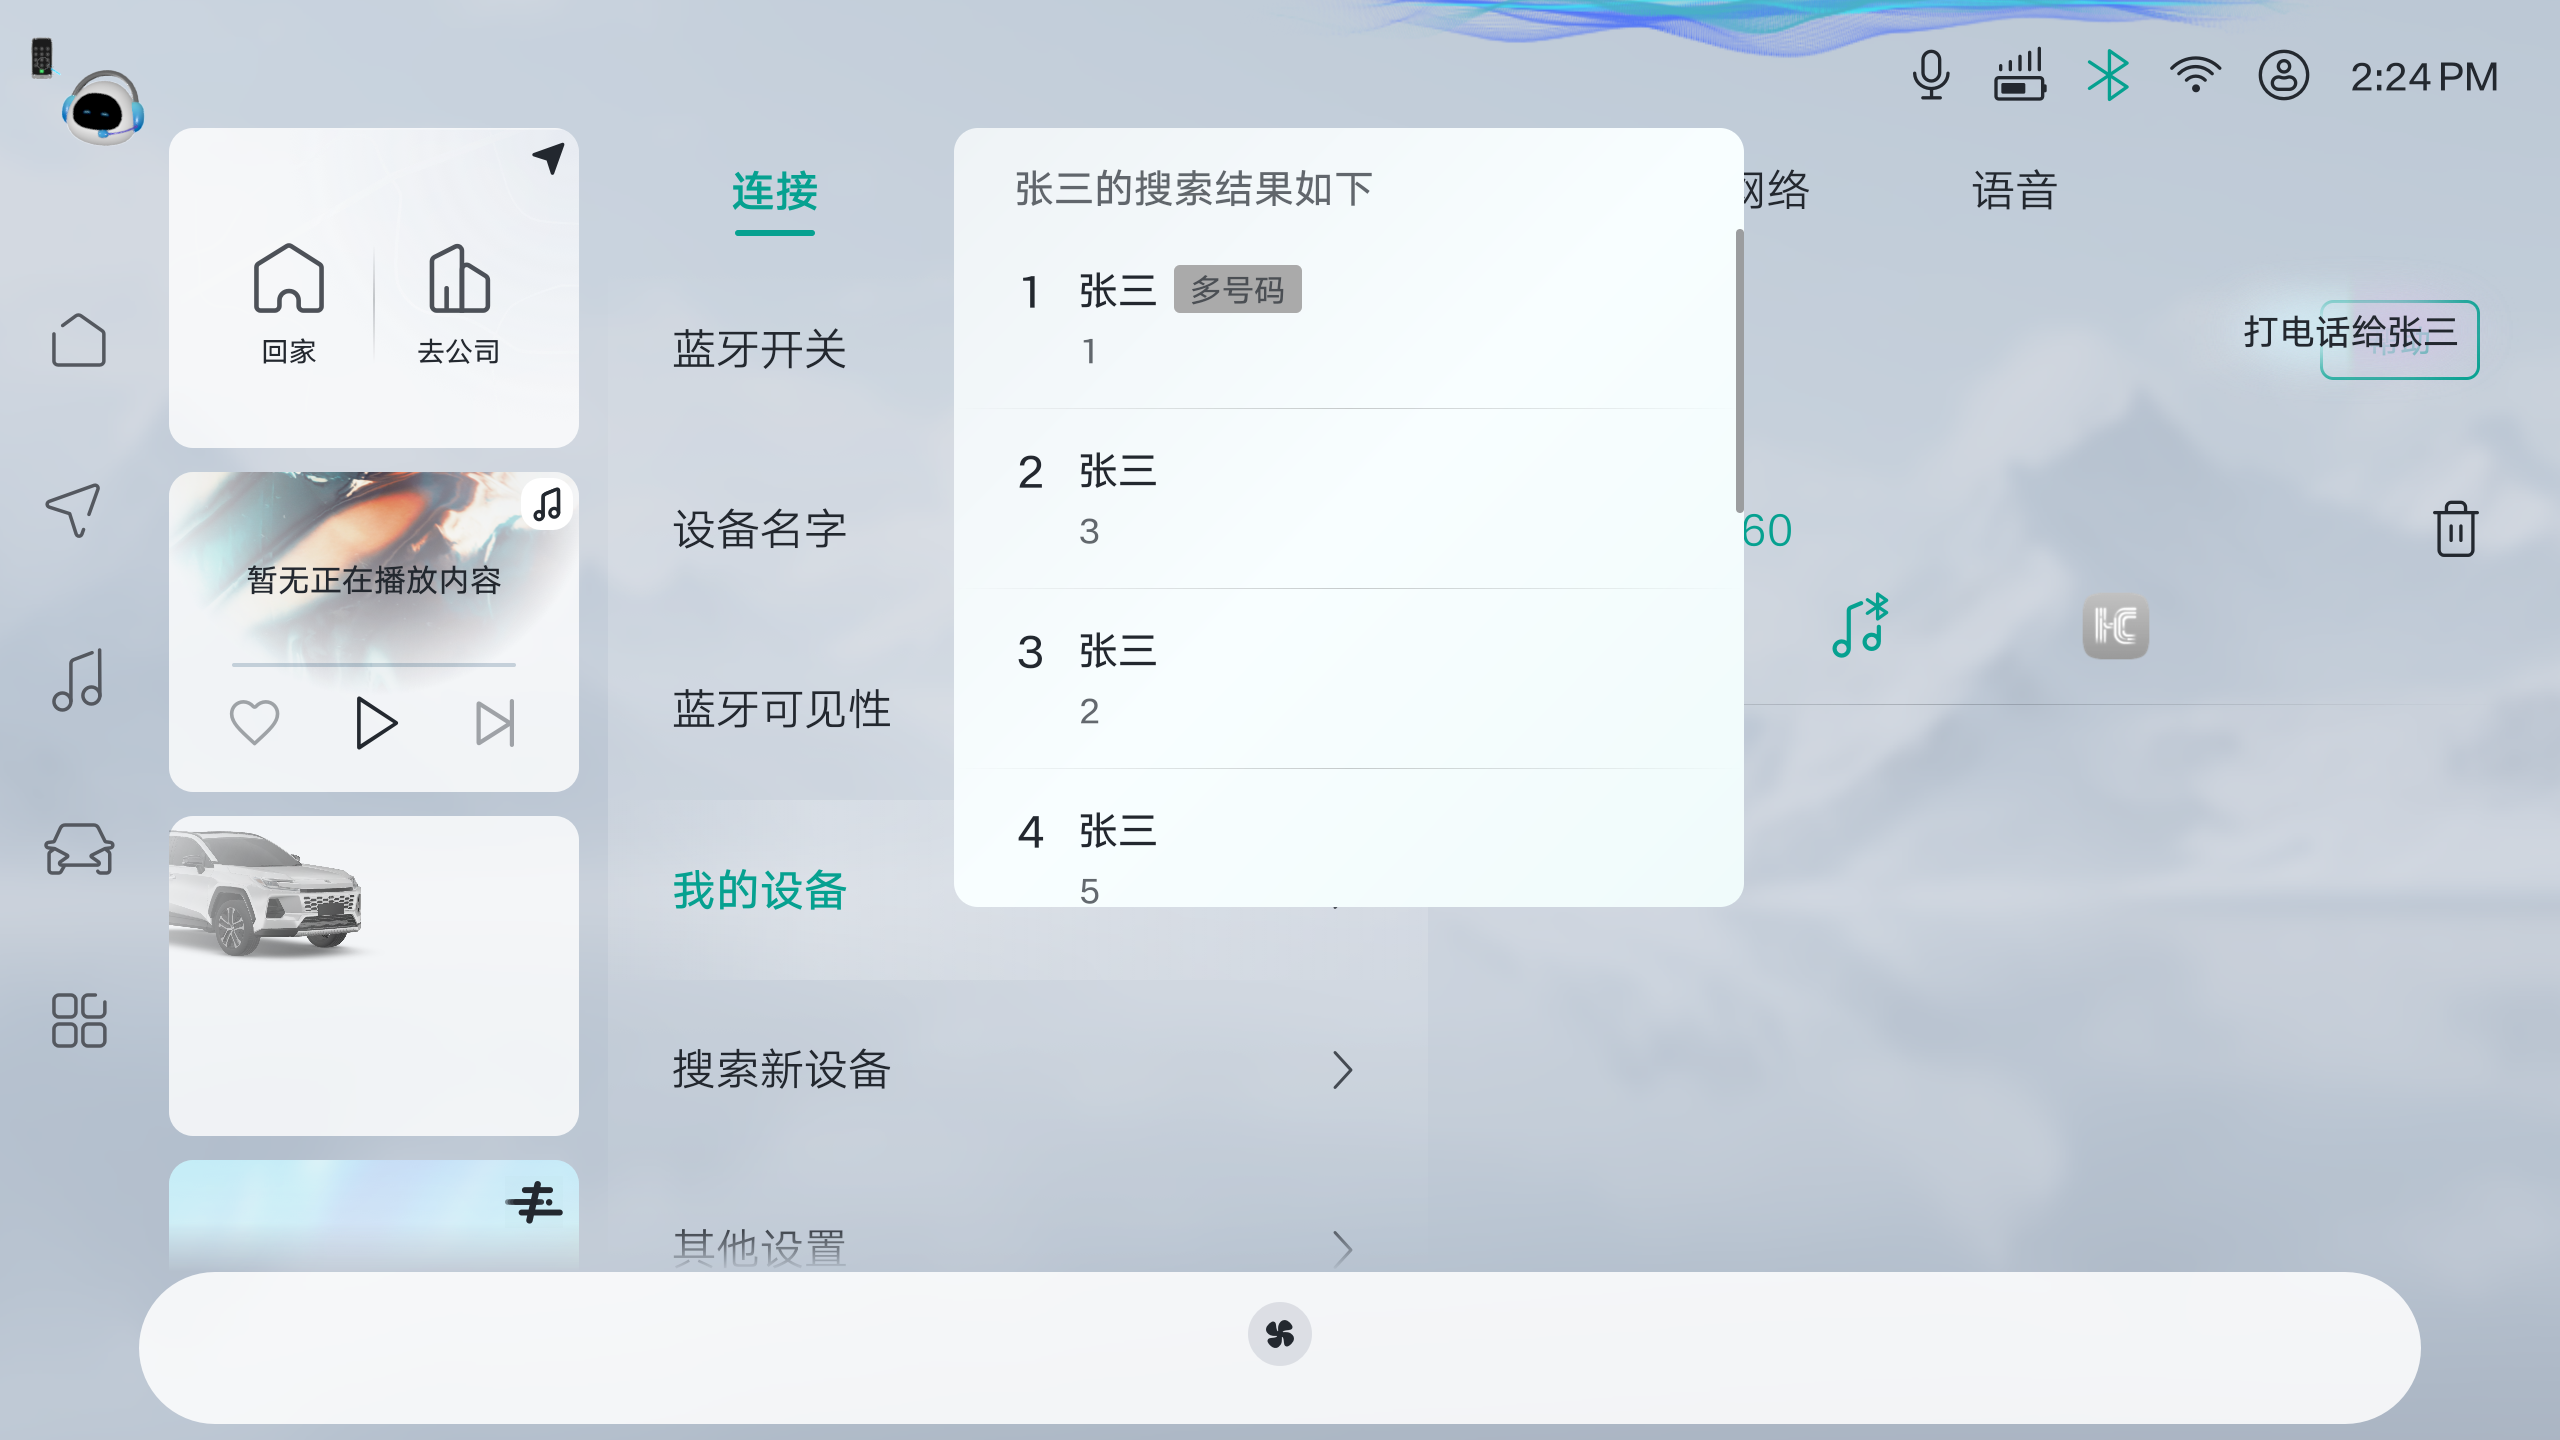 2:24 PM
连接
网络
语音
回家
去公司
暂无正在播放内容
蓝牙开关
设备名字
蓝牙可见性
我的设备
搜索新设备
其他设置
张三的搜索结果如下
1 张三 多号码
1
2 张三
3
3 张三
2
4 张三
5
打电话给张三
60